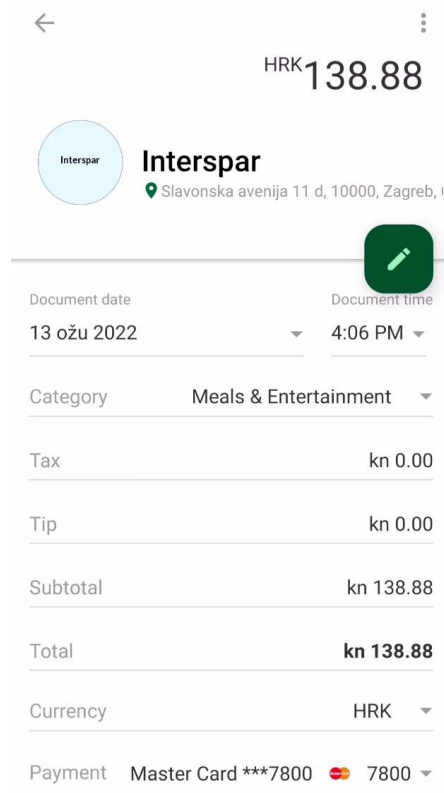 HRK138.88
Interspar
Interspar
Slavonska avenija 11 d, 10000, Zagreb,
Document date
Document time
13 ožu 2022
4:06 PM
Category Meals & Entertainment
Tax kn 0.00
Tip kn 0.00
Subtotal kn 138.88
Total kn 138.88
Currency HRK
Payment Master Card ***7800 7800